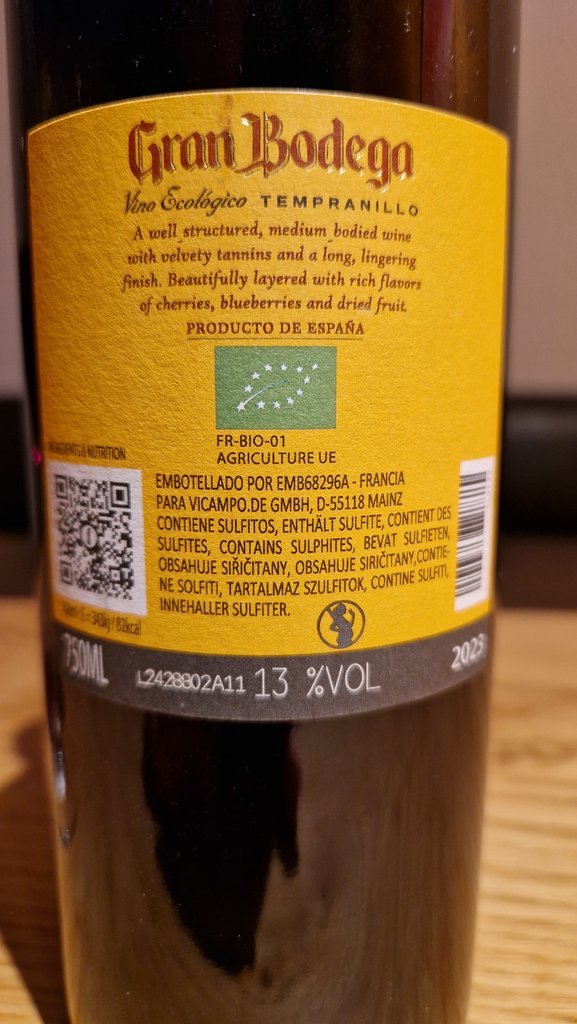 Gran Bodega
Vino Ecológico TEMPRANILLO
A well structured, medium bodied wine
with velvety tannins and a long, lingering
finish. Beautifully layered with rich flavors
of cherries, blueberries and dried fruit.
PRODUCTO DE ESPAÑA
FR-BIO-01
AGRICULTURE UE
INGREDIENTS & NUTRITION
EMBOTELLADO POR EMB68296A - FRANCIA
PARA VICAMPO.DE GMBH, D-55118 MAINZ
CONTIENE SULFITOS, ENTHÄLT SULFITE, CONTIENT DES
SULFITES, CONTAINS SULPHITES, BEVAT SULFIETEN,
OBSAHUJE SIŘIČITANY, OBSAHUJE SIRIČITANY,CONTIE-
NE SOLFITI, TARTALMAZ SZULFITOK, CONTINE SULFITI,
INNEHALLER SULFITER.
E = 343kj / 82kcal
750ML
L2428802A11 13 %VOL
2023